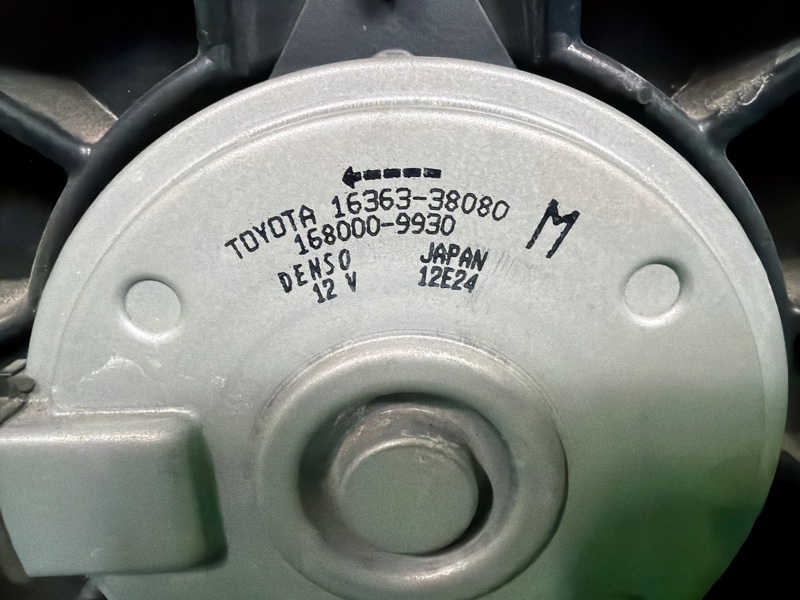 TOYOTA 16363-38080
168000-9930
M
DENSO JAPAN
12 V 12E24